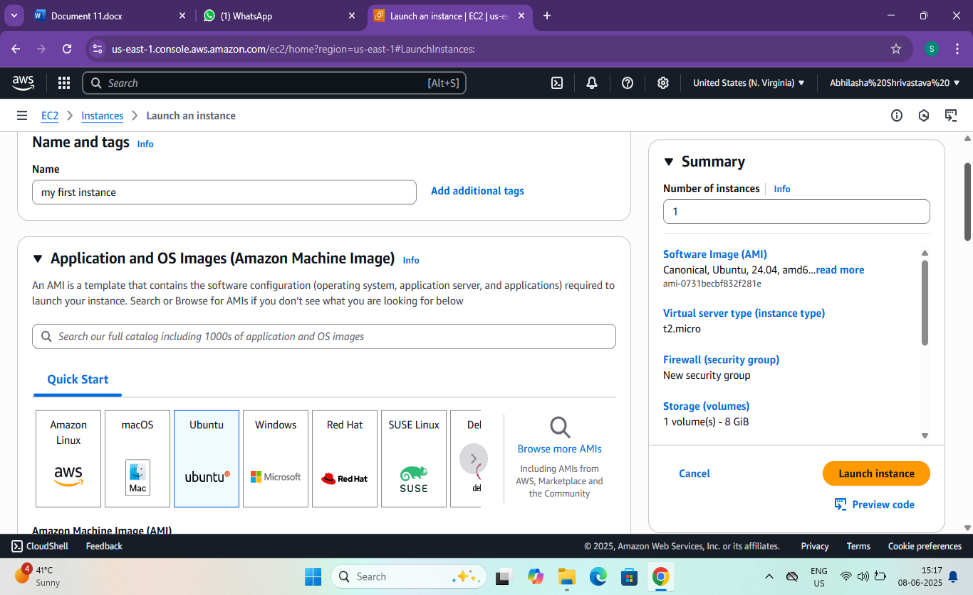 Document 11.docx
(1) WhatsApp
Launch an instance | EC2 | us-e
us-east-1.console.aws.amazon.com/ec2/home?region=us-east-1#LaunchInstances:
S
aws
Search
[Alt+S]
United States (N. Virginia)
Abhilasha%20Shrivastava%20
EC2 > Instances > Launch an instance
Name and tags Info
Name
my first instance
Add additional tags
Application and OS Images (Amazon Machine Image) Info
An AMI is a template that contains the software configuration (operating system, application server, and applications) required to
launch your instance. Search or Browse for AMIs if you don't see what you are looking for below
Search our full catalog including 1000s of application and OS images
Quick Start
Amazon
Linux
aws
macOS
Mac
Ubuntu
ubuntu
Windows
Microsoft
Red Hat
Red Hat
SUSE Linux
SUSE
Del
del
Browse more AMIs
Including AMIs from
AWS, Marketplace and
the Community
Amazon Machine Image (AMI)
Summary
Number of instances Info
1
Software Image (AMI)
Canonical, Ubuntu, 24.04, amd6...read more
ami-0731becbf832f281e
Virtual server type (instance type)
t2.micro
Firewall (security group)
New security group
Storage (volumes)
1 volume(s) - 8 GiB
Cancel
Launch instance
Preview code
CloudShell
Feedback
© 2025, Amazon Web Services, Inc. or its affiliates.
Privacy
Terms
Cookie preferences
4
41°C
Sunny
Search
ENG
US
15:17
08-06-2025